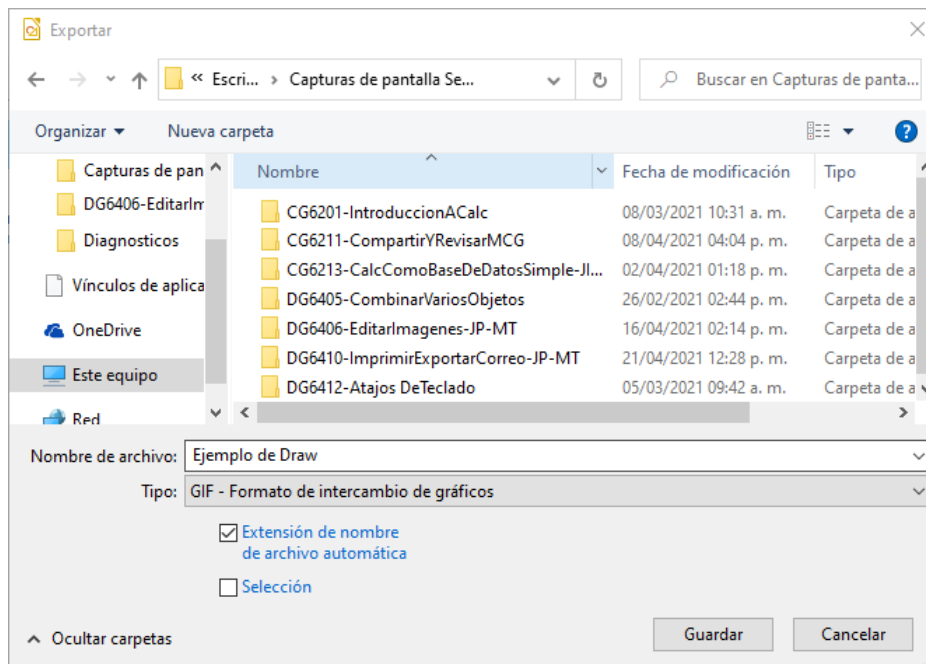 Exportar
« Escri... › Capturas de pantalla Se...
Buscar en Capturas de panta...
Organizar
Nueva carpeta
?
Capturas de pan
DG6406-EditarIm
Diagnosticos
Vínculos de aplica
OneDrive
Este equipo
Red
Nombre Fecha de modificación Tipo
CG6201-IntroduccionACalc 08/03/2021 10:31 a. m. Carpeta de a
CG6211-CompartirYRevisarMCG 08/04/2021 04:04 p. m. Carpeta de a
CG6213-CalcComoBaseDeDatosSimple-JI... 02/04/2021 01:18 p. m. Carpeta de a
DG6405-CombinarVariosObjetos 26/02/2021 02:44 p. m. Carpeta de a
DG6406-EditarImagenes-JP-MT 16/04/2021 02:14 p. m. Carpeta de a
DG6410-ImprimirExportarCorreo-JP-MT 21/04/2021 12:28 p. m. Carpeta de a
DG6412-Atajos DeTeclado 05/03/2021 09:42 a. m. Carpeta de a
Nombre de archivo: Ejemplo de Draw
Tipo: GIF - Formato de intercambio de gráficos
Extensión de nombre
de archivo automática
Selección
Ocultar carpetas
Guardar
Cancelar